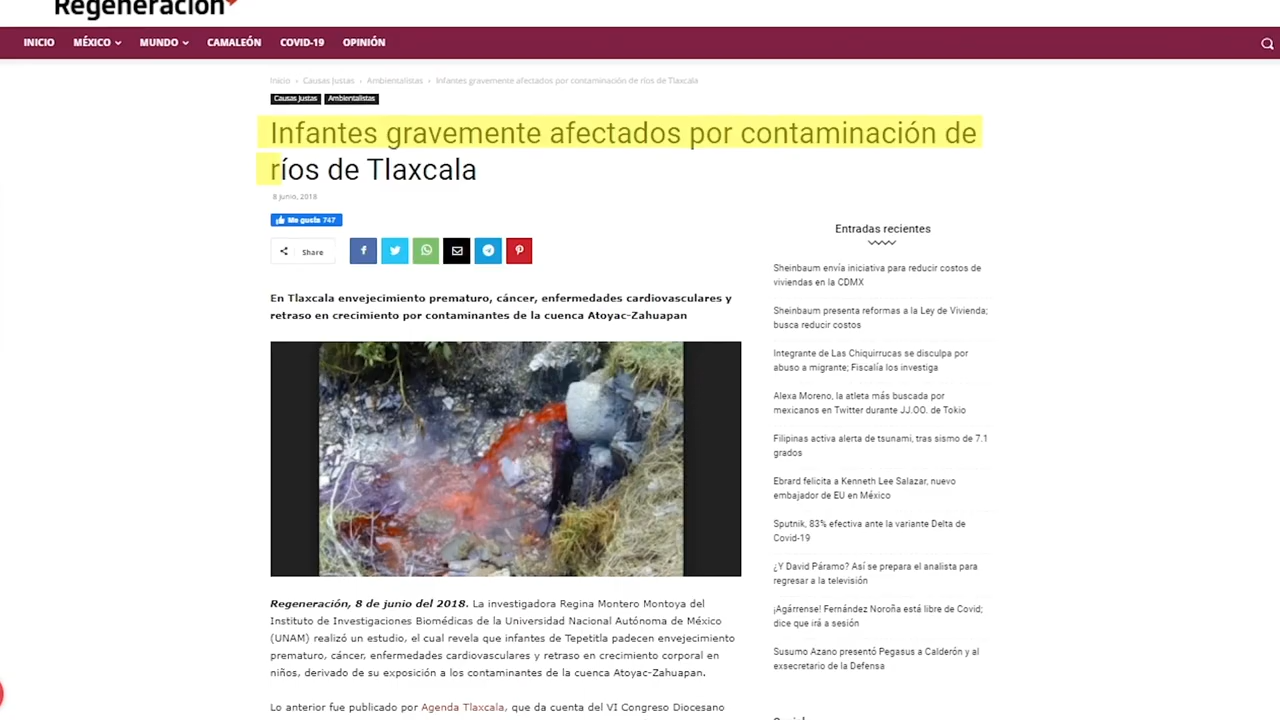 Regeneración
INICIO MÉXICO MUNDO CAMALEÓN COVID-19 OPINIÓN
Inicio › Causas Justas › Ambientalistas › Infantes gravemente afectados por contaminación de ríos de Tlaxcala
Causas Justas Ambientalistas
Infantes gravemente afectados por contaminación de
ríos de Tlaxcala
8 junio, 2018
Me gusta 747
Share
En Tlaxcala envejecimiento prematuro, cáncer, enfermedades cardiovasculares y
retraso en crecimiento por contaminantes de la cuenca Atoyac-Zahuapan
Regeneración, 8 de junio del 2018. La investigadora Regina Montero Montoya del
Instituto de Investigaciones Biomédicas de la Universidad Nacional Autónoma de México
(UNAM) realizó un estudio, el cual revela que infantes de Tepetitla padecen envejecimiento
prematuro, cáncer, enfermedades cardiovasculares y retraso en crecimiento corporal en
niños, derivado de su exposición a los contaminantes de la cuenca Atoyac-Zahuapan.
Lo anterior fue publicado por Agenda Tlaxcala, que da cuenta del VI Congreso Diocesano
Entradas recientes
Sheinbaum envía iniciativa para reducir costos de
viviendas en la CDMX
Sheinbaum presenta reformas a la Ley de Vivienda;
busca reducir costos
Integrante de Las Chiquirrucas se disculpa por
abuso a migrante; Fiscalía los investiga
Alexa Moreno, la atleta más buscada por
mexicanos en Twitter durante JJ.OO. de Tokio
Filipinas activa alerta de tsunami, tras sismo de 7.1
grados
Ebrard felicita a Kenneth Lee Salazar, nuevo
embajador de EU en México
Sputnik, 83% efectiva ante la variante Delta de
Covid-19
¿Y David Páramo? Así se prepara el analista para
regresar a la televisión
¡Agárrense! Fernández Noroña está libre de Covid;
dice que irá a sesión
Susumo Azano presentó Pegasus a Calderón y al
exsecretario de la Defensa